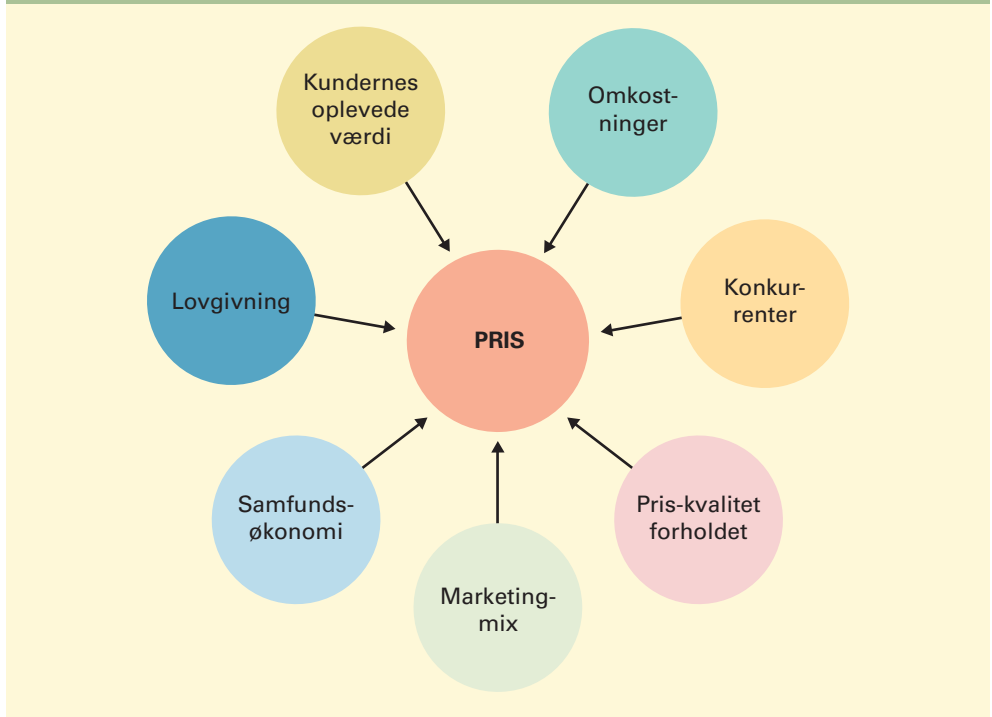 Kundernes
oplevede
værdi
Omkost-
ninger
Lovgivning
Konkur-
renter
PRIS
Samfunds-
økonomi
Pris-kvalitet
forholdet
Marketing-
mix